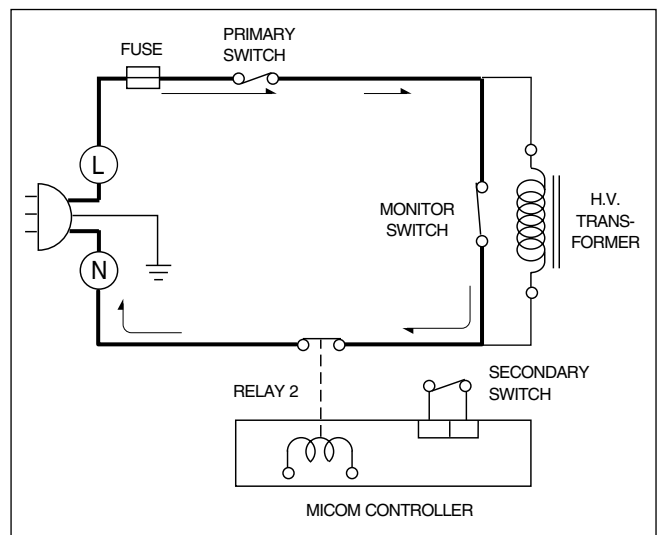 PRIMARY
SWITCH
FUSE
L
MONITOR
SWITCH
H.V.
TRANS-
FORMER
N
SECONDARY
SWITCH
RELAY 2
MICOM CONTROLLER